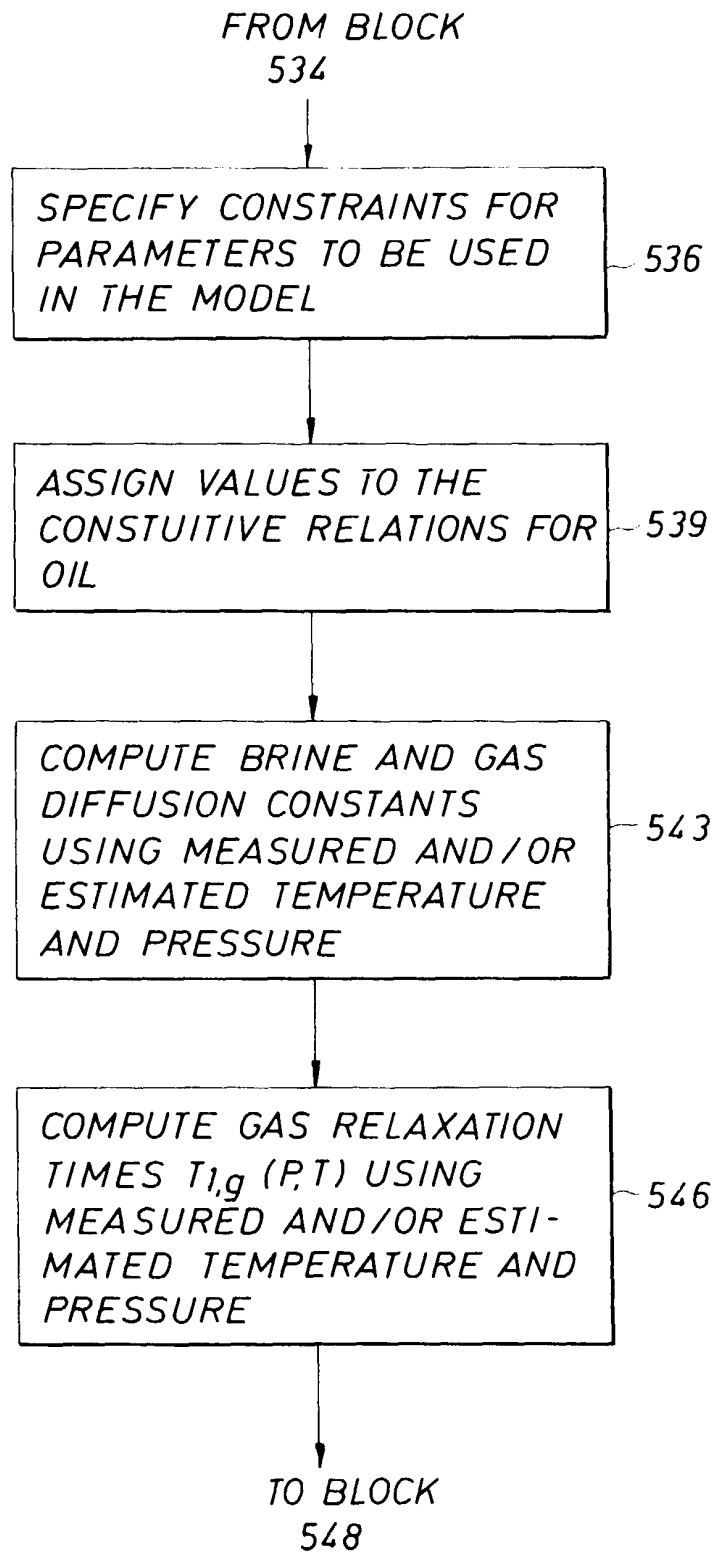 FROM BLOCK
534
SPECIFY CONSTRAINTS FOR
PARAMETERS TO BE USED
IN THE MODEL
536
ASSIGN VALUES TO THE
CONSTUITIVE RELATIONS FOR
OIL
539
COMPUTE BRINE AND GAS
DIFFUSION CONSTANTS
USING MEASURED AND/OR
ESTIMATED TEMPERATURE
AND PRESSURE
543
COMPUTE GAS RELAXATION
TIMES T1,g (P,T) USING
MEASURED AND/OR ESTI-
MATED TEMPERATURE AND
PRESSURE
546
TO BLOCK
548